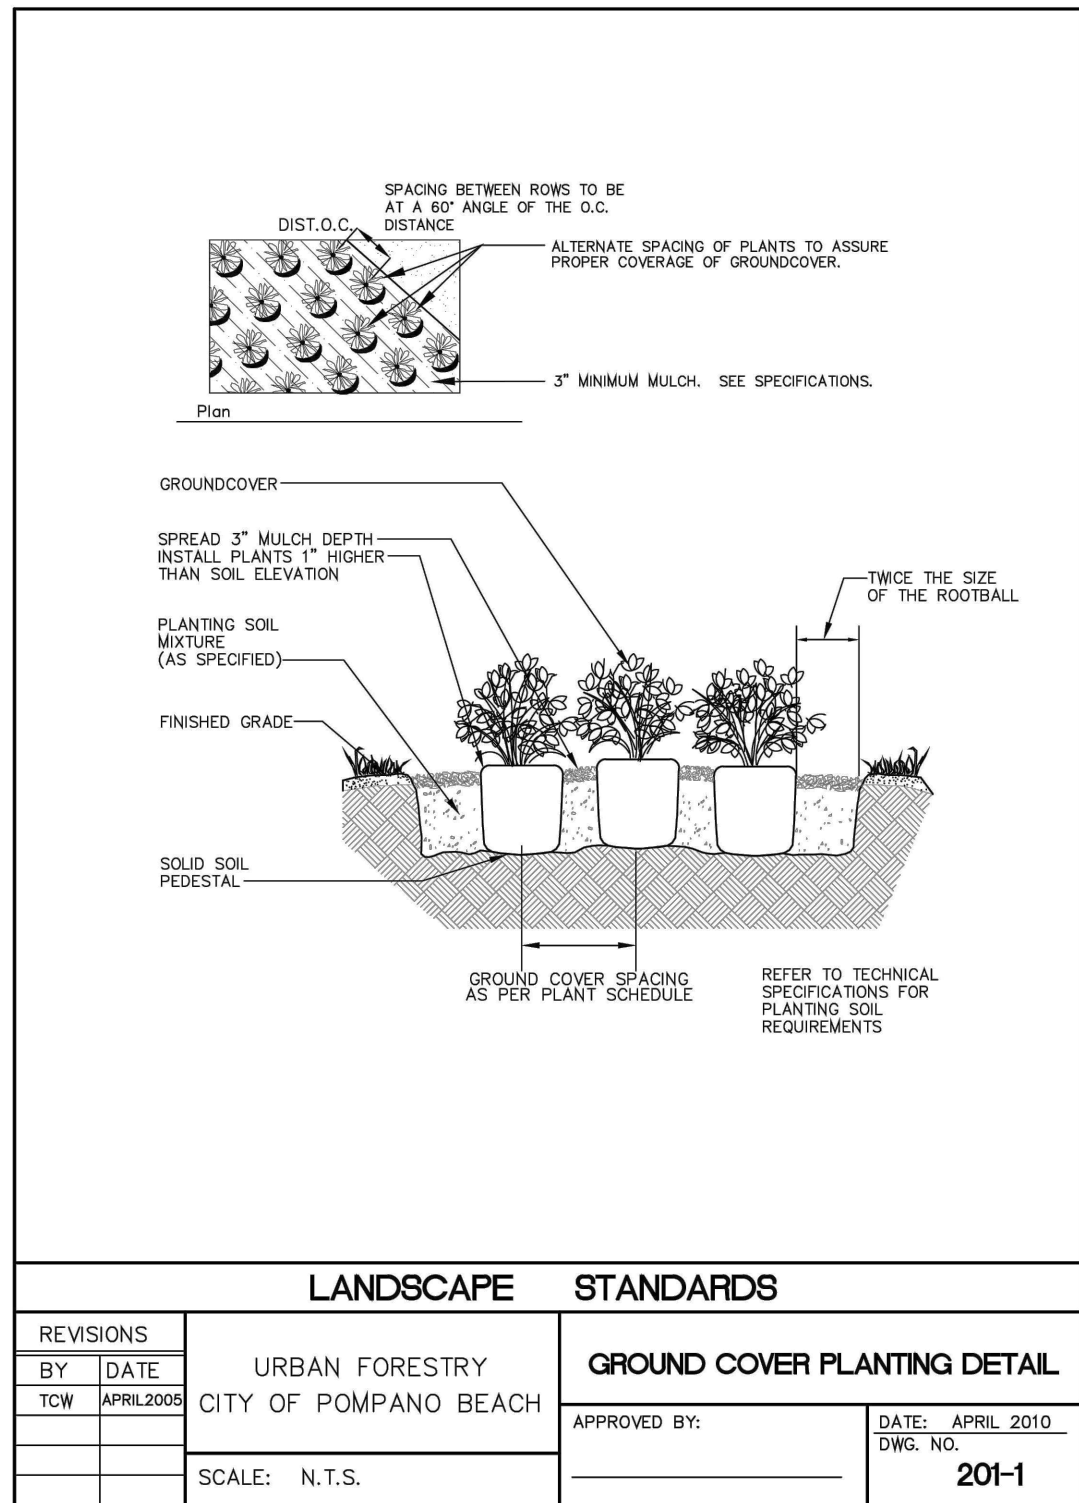 SPACING BETWEEN ROWS TO BE
AT A 60° ANGLE OF THE O.C.
DISTANCE
DIST.O.C.
ALTERNATE SPACING OF PLANTS TO ASSURE
PROPER COVERAGE OF GROUNDCOVER.
3" MINIMUM MULCH. SEE SPECIFICATIONS.
Plan
GROUNDCOVER
SPREAD 3" MULCH DEPTH
INSTALL PLANTS 1" HIGHER
THAN SOIL ELEVATION
TWICE THE SIZE
OF THE ROOTBALL
PLANTING SOIL
MIXTURE
(AS SPECIFIED)
FINISHED GRADE
SOLID SOIL
PEDESTAL
GROUND COVER SPACING
AS PER PLANT SCHEDULE
REFER TO TECHNICAL
SPECIFICATIONS FOR
PLANTING SOIL
REQUIREMENTS
LANDSCAPE STANDARDS
REVISIONS
BY DATE
TCW APRIL2005
URBAN FORESTRY
CITY OF POMPANO BEACH
SCALE: N.T.S.
GROUND COVER PLANTING DETAIL
APPROVED BY:
DATE: APRIL 2010
DWG. NO.
201-1